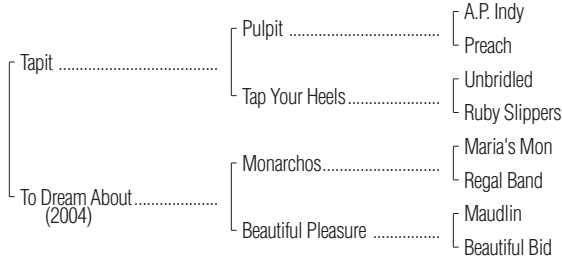 A.P. Indy
Pulpit ..............................
Preach
Tapit ................................
Unbridled
Tap Your Heels..................
Ruby Slippers
Maria's Mon
Monarchos.......................
Regal Band
To Dream About.................
(2004)
Maudlin
Beautiful Pleasure .............
Beautiful Bid